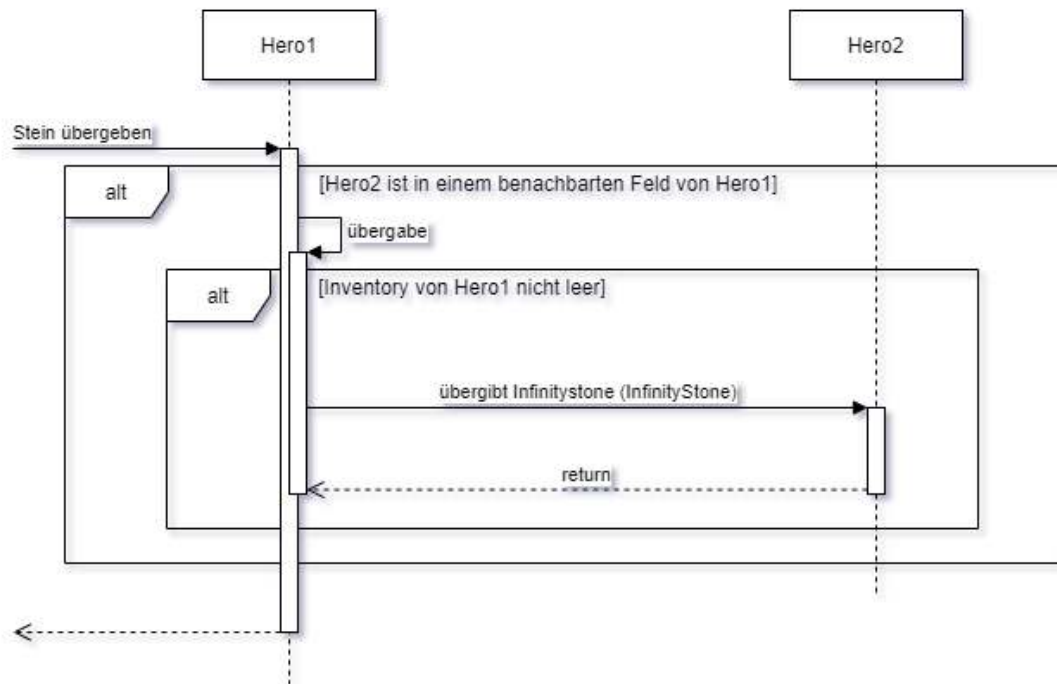 Hero1
Hero2
Stein übergeben
alt
[Hero2 ist in einem benachbarten Feld von Hero1]
übergabe
alt
[Inventory von Hero1 nicht leer]
übergibt Infinitystone (InfinityStone)
return